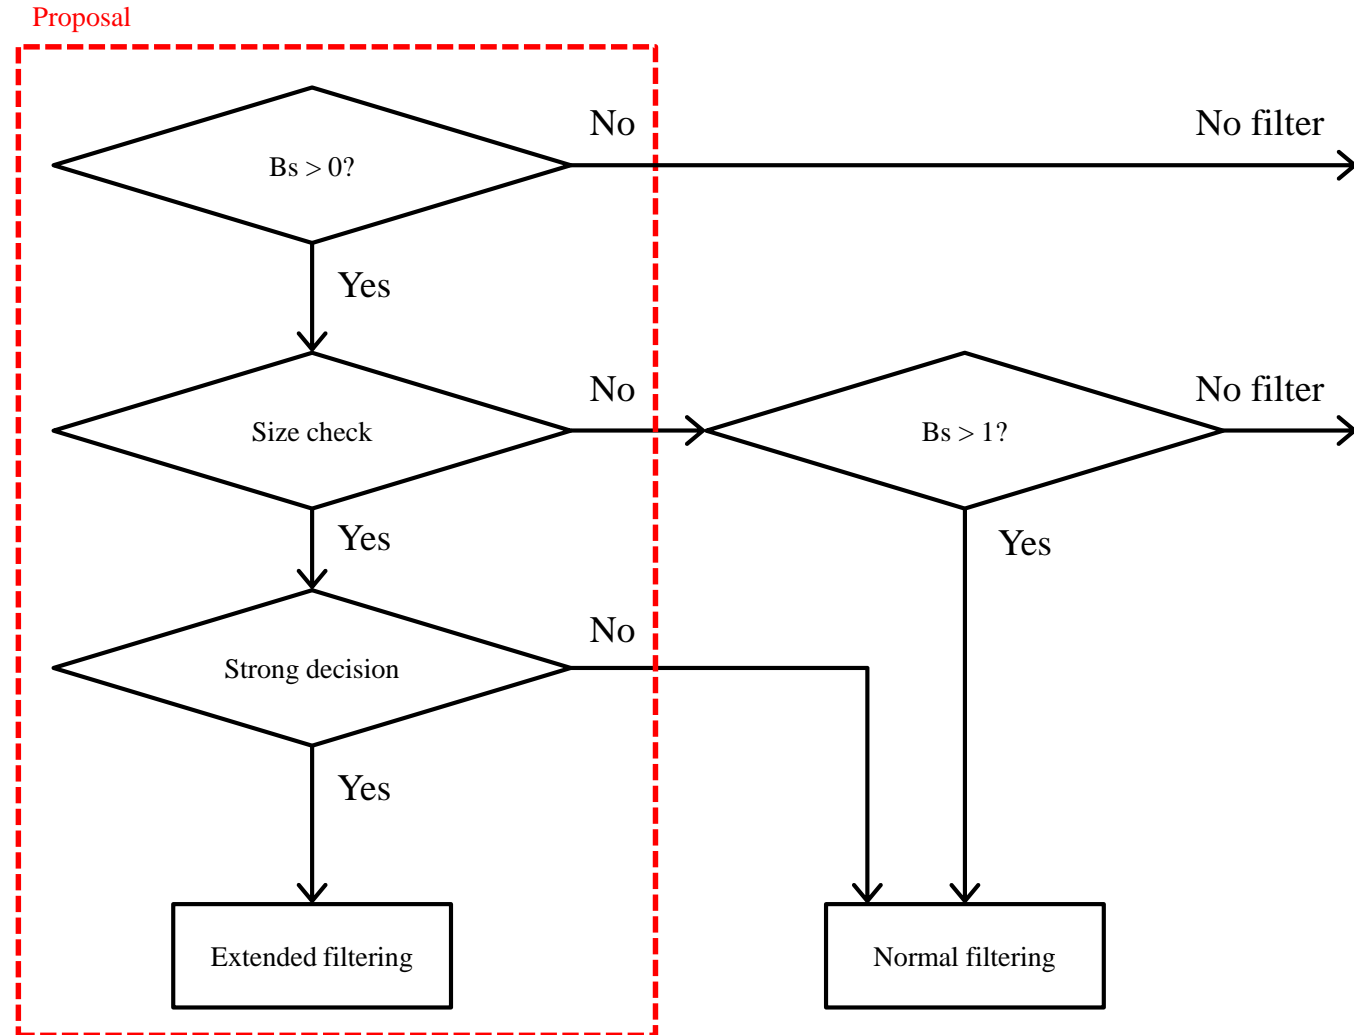 Proposal
No
No filter
Bs > 0?
Yes
No
No filter
Size check
Bs > 1?
Yes
Yes
No
Strong decision
Yes
Extended filtering
Normal filtering